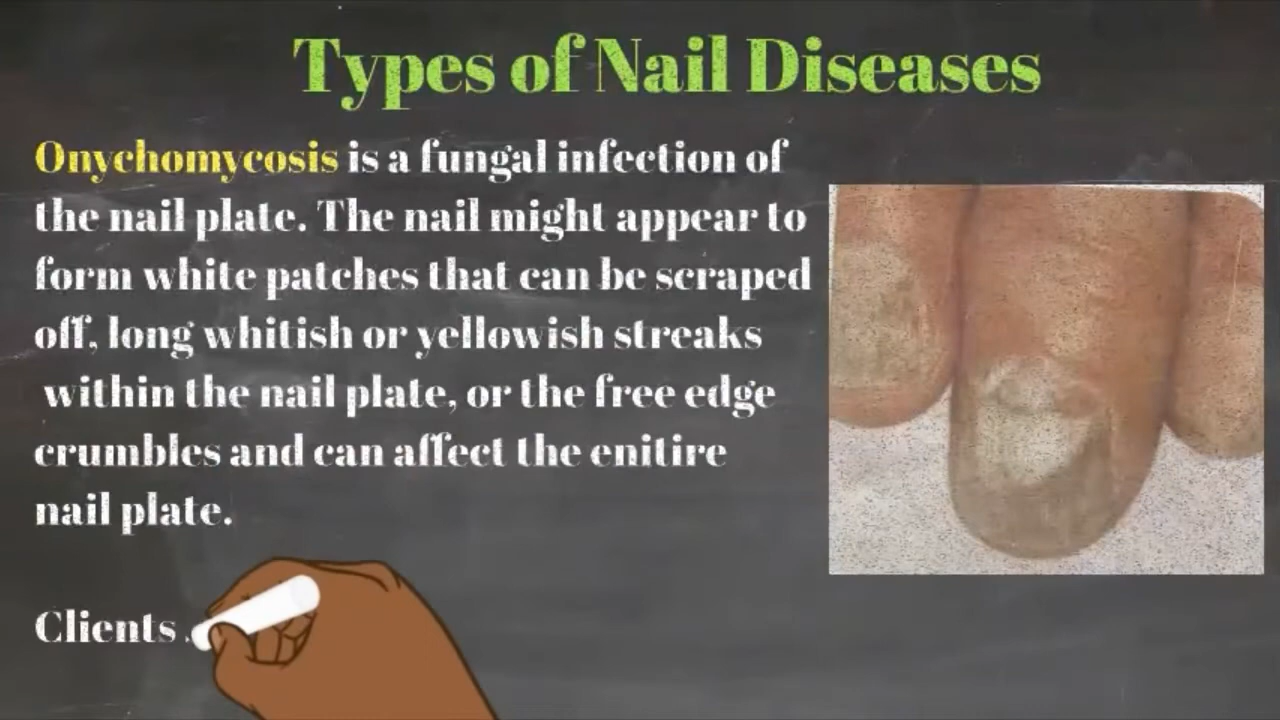 Types of Nail Diseases
Onychomycosis is a fungal infection of
the nail plate. The nail might appear to
form white patches that can be scraped
off, long whitish or yellowish streaks
within the nail plate, or the free edge
crumbles and can affect the enitire
nail plate.
Clients